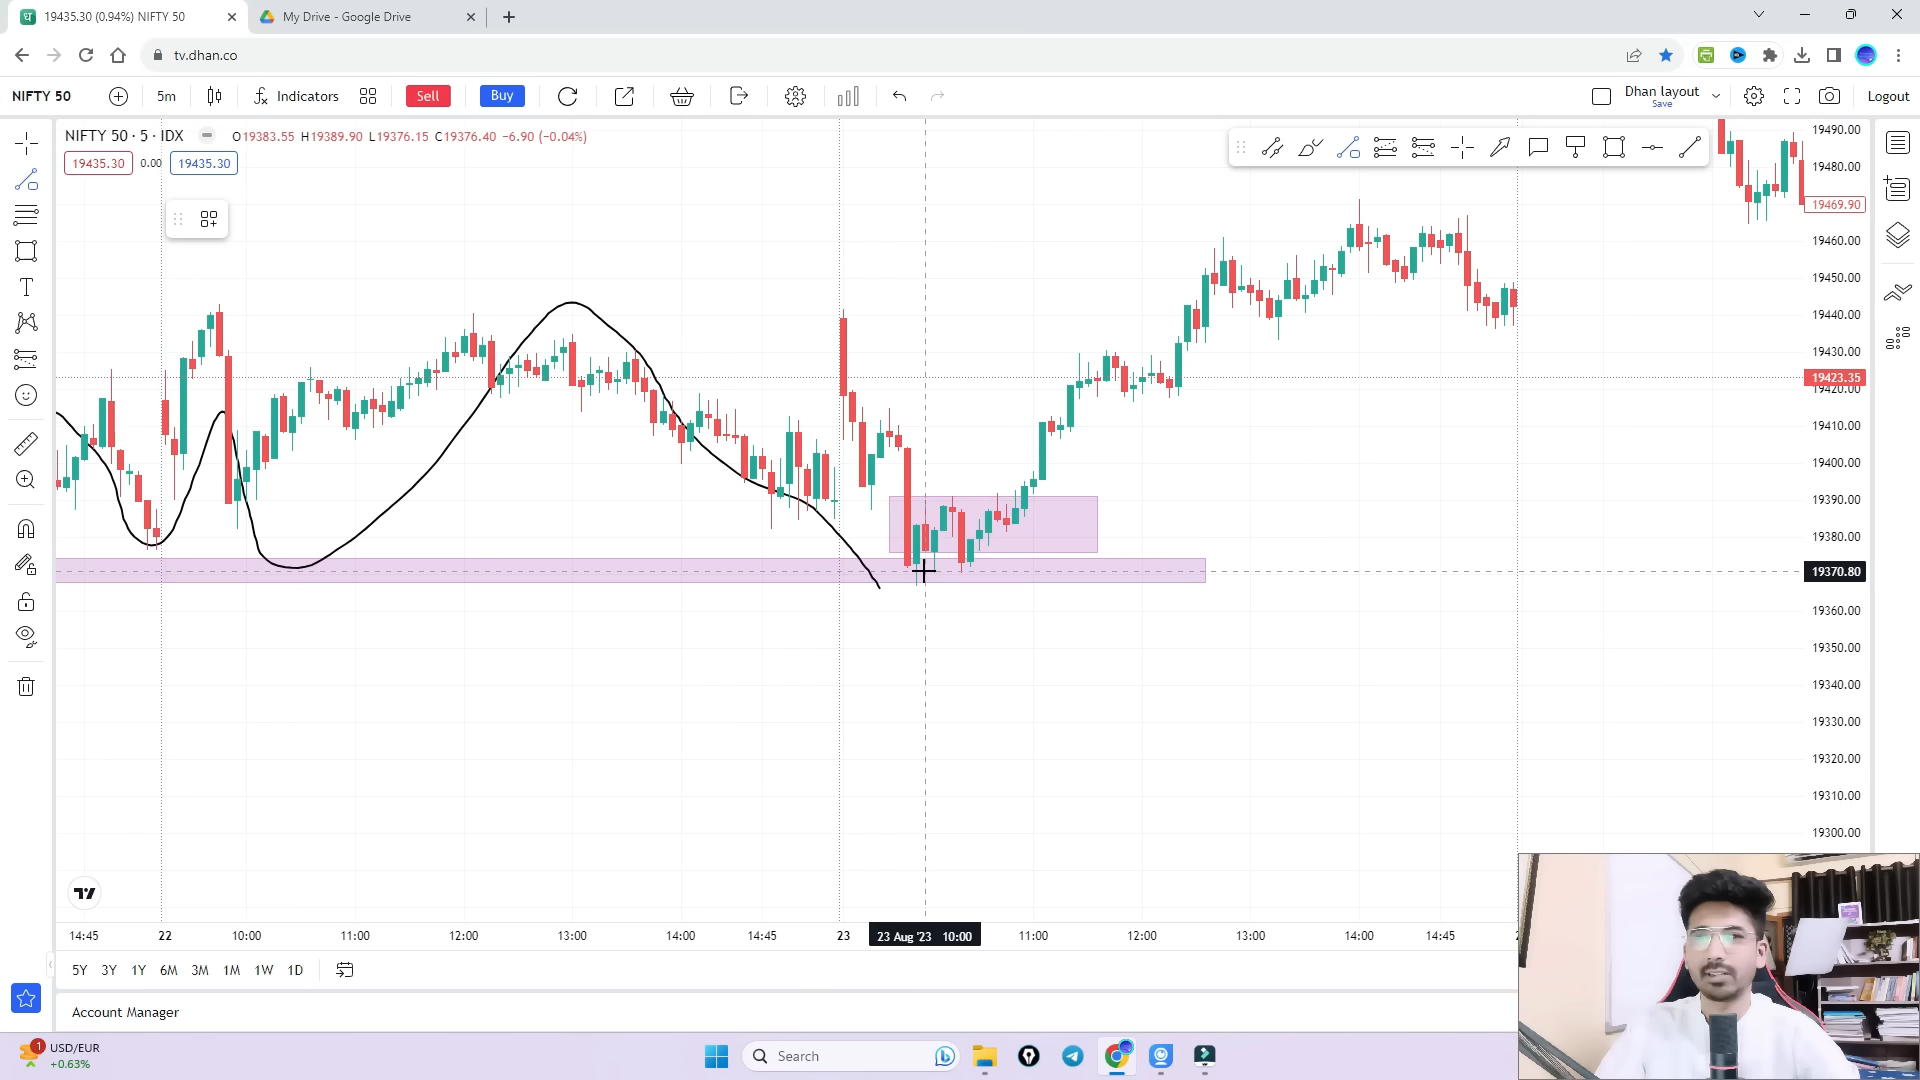 19435.30 (0.94%) NIFTY 50
My Drive - Google Drive
tv.dhan.co
NIFTY 50
5m
Indicators
Sell
Buy
Dhan layout
Save
Logout
NIFTY 50 · 5 · IDX
O19383.55 H19389.90 L19376.15 C19376.40 −6.90 (−0.04%)
19435.30
0.00
19435.30
19490.00
19480.00
19469.90
19460.00
19450.00
19440.00
19430.00
19423.35
19420.00
19410.00
19400.00
19390.00
19380.00
19370.80
19360.00
19350.00
19340.00
19330.00
19320.00
19310.00
19300.00
14:45
22
10:00
11:00
12:00
13:00
14:00
14:45
23
23 Aug '23 10:00
11:00
12:00
13:00
14:00
14:45
5Y 3Y 1Y 6M 3M 1M 1W 1D
Account Manager
1
USD/EUR
+0.63%
Search